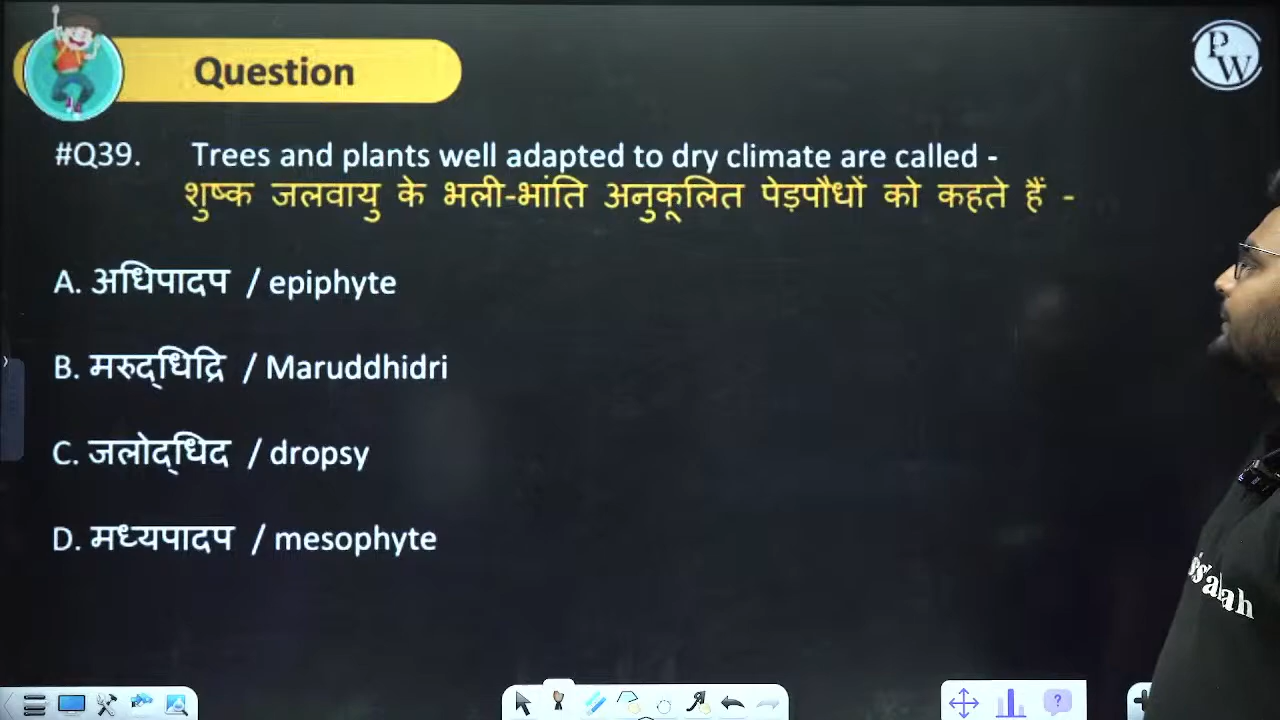 Question
PW
#Q39. Trees and plants well adapted to dry climate are called -
शुष्क जलवायु के भली-भांति अनुकूलित पेड़पौधों को कहते हैं -
A. अधिपादप / epiphyte
B. मरुद्धिद्रि / Maruddhidri
C. जलोद्धिद / dropsy
D. मध्यपादप / mesophyte